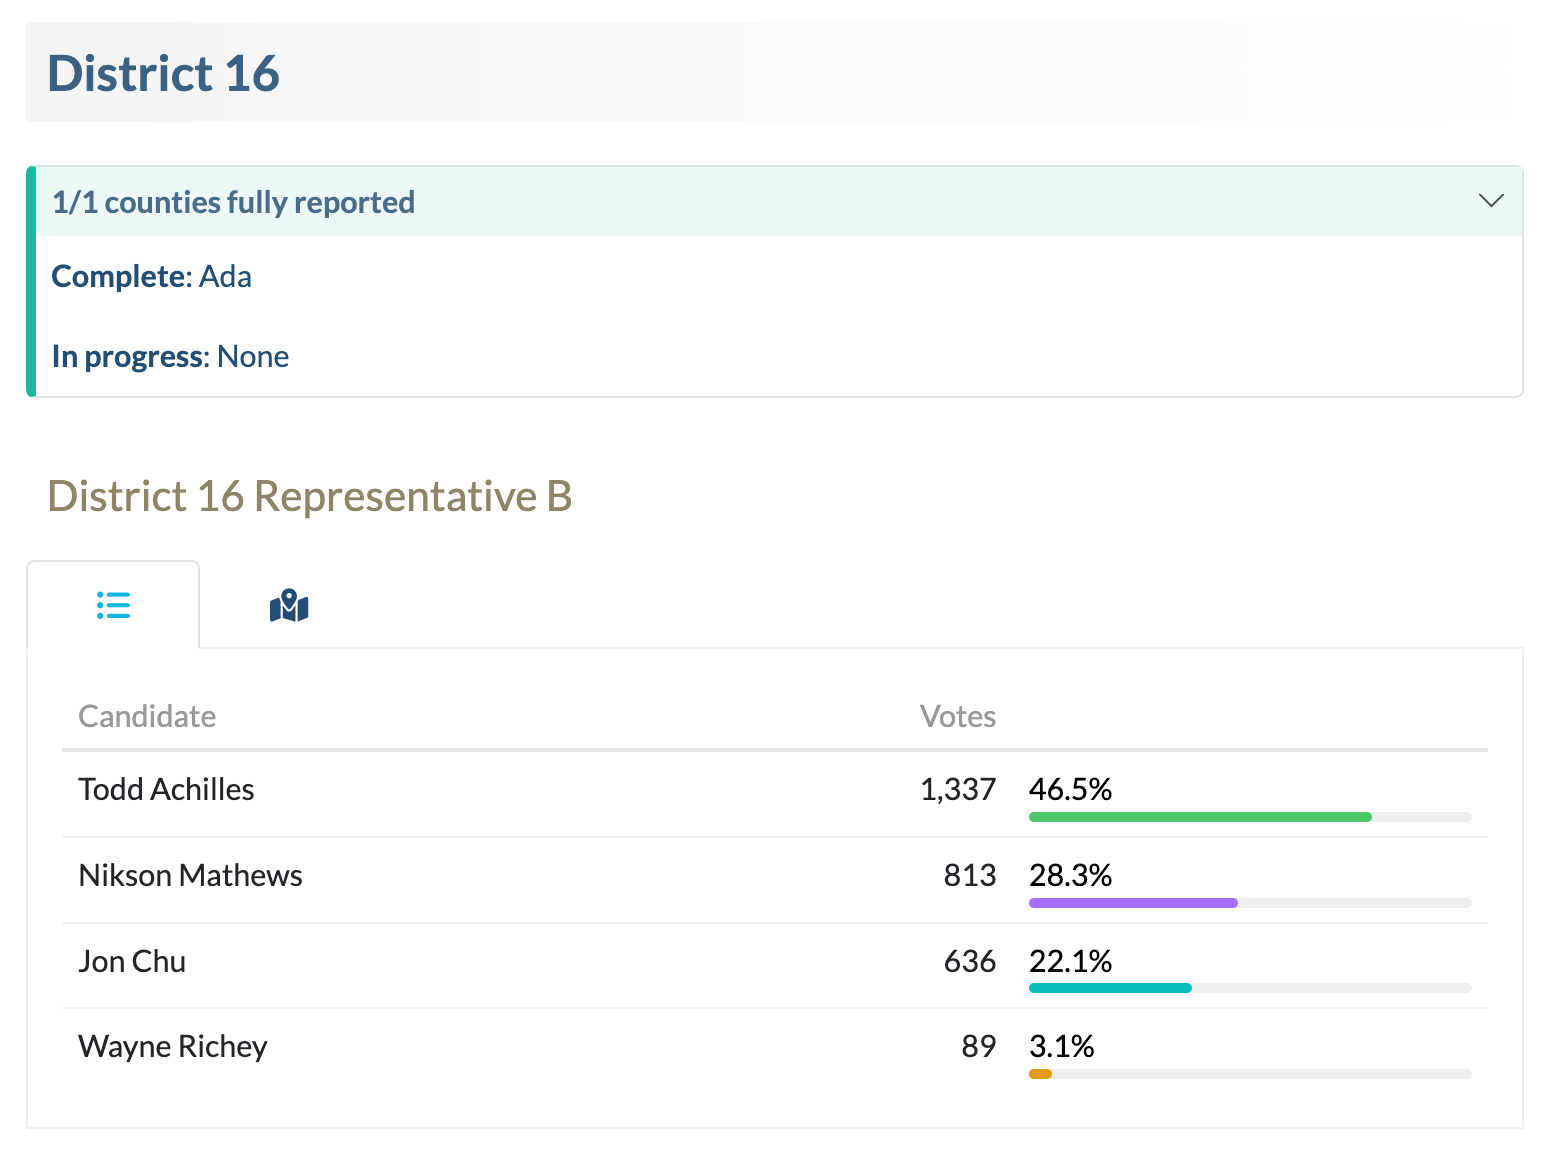 District 16
1/1 counties fully reported
Complete: Ada
In progress: None
District 16 Representative B
Candidate Votes
Todd Achilles 1,337 46.5%
Nikson Mathews 813 28.3%
Jon Chu 636 22.1%
Wayne Richey 89 3.1%